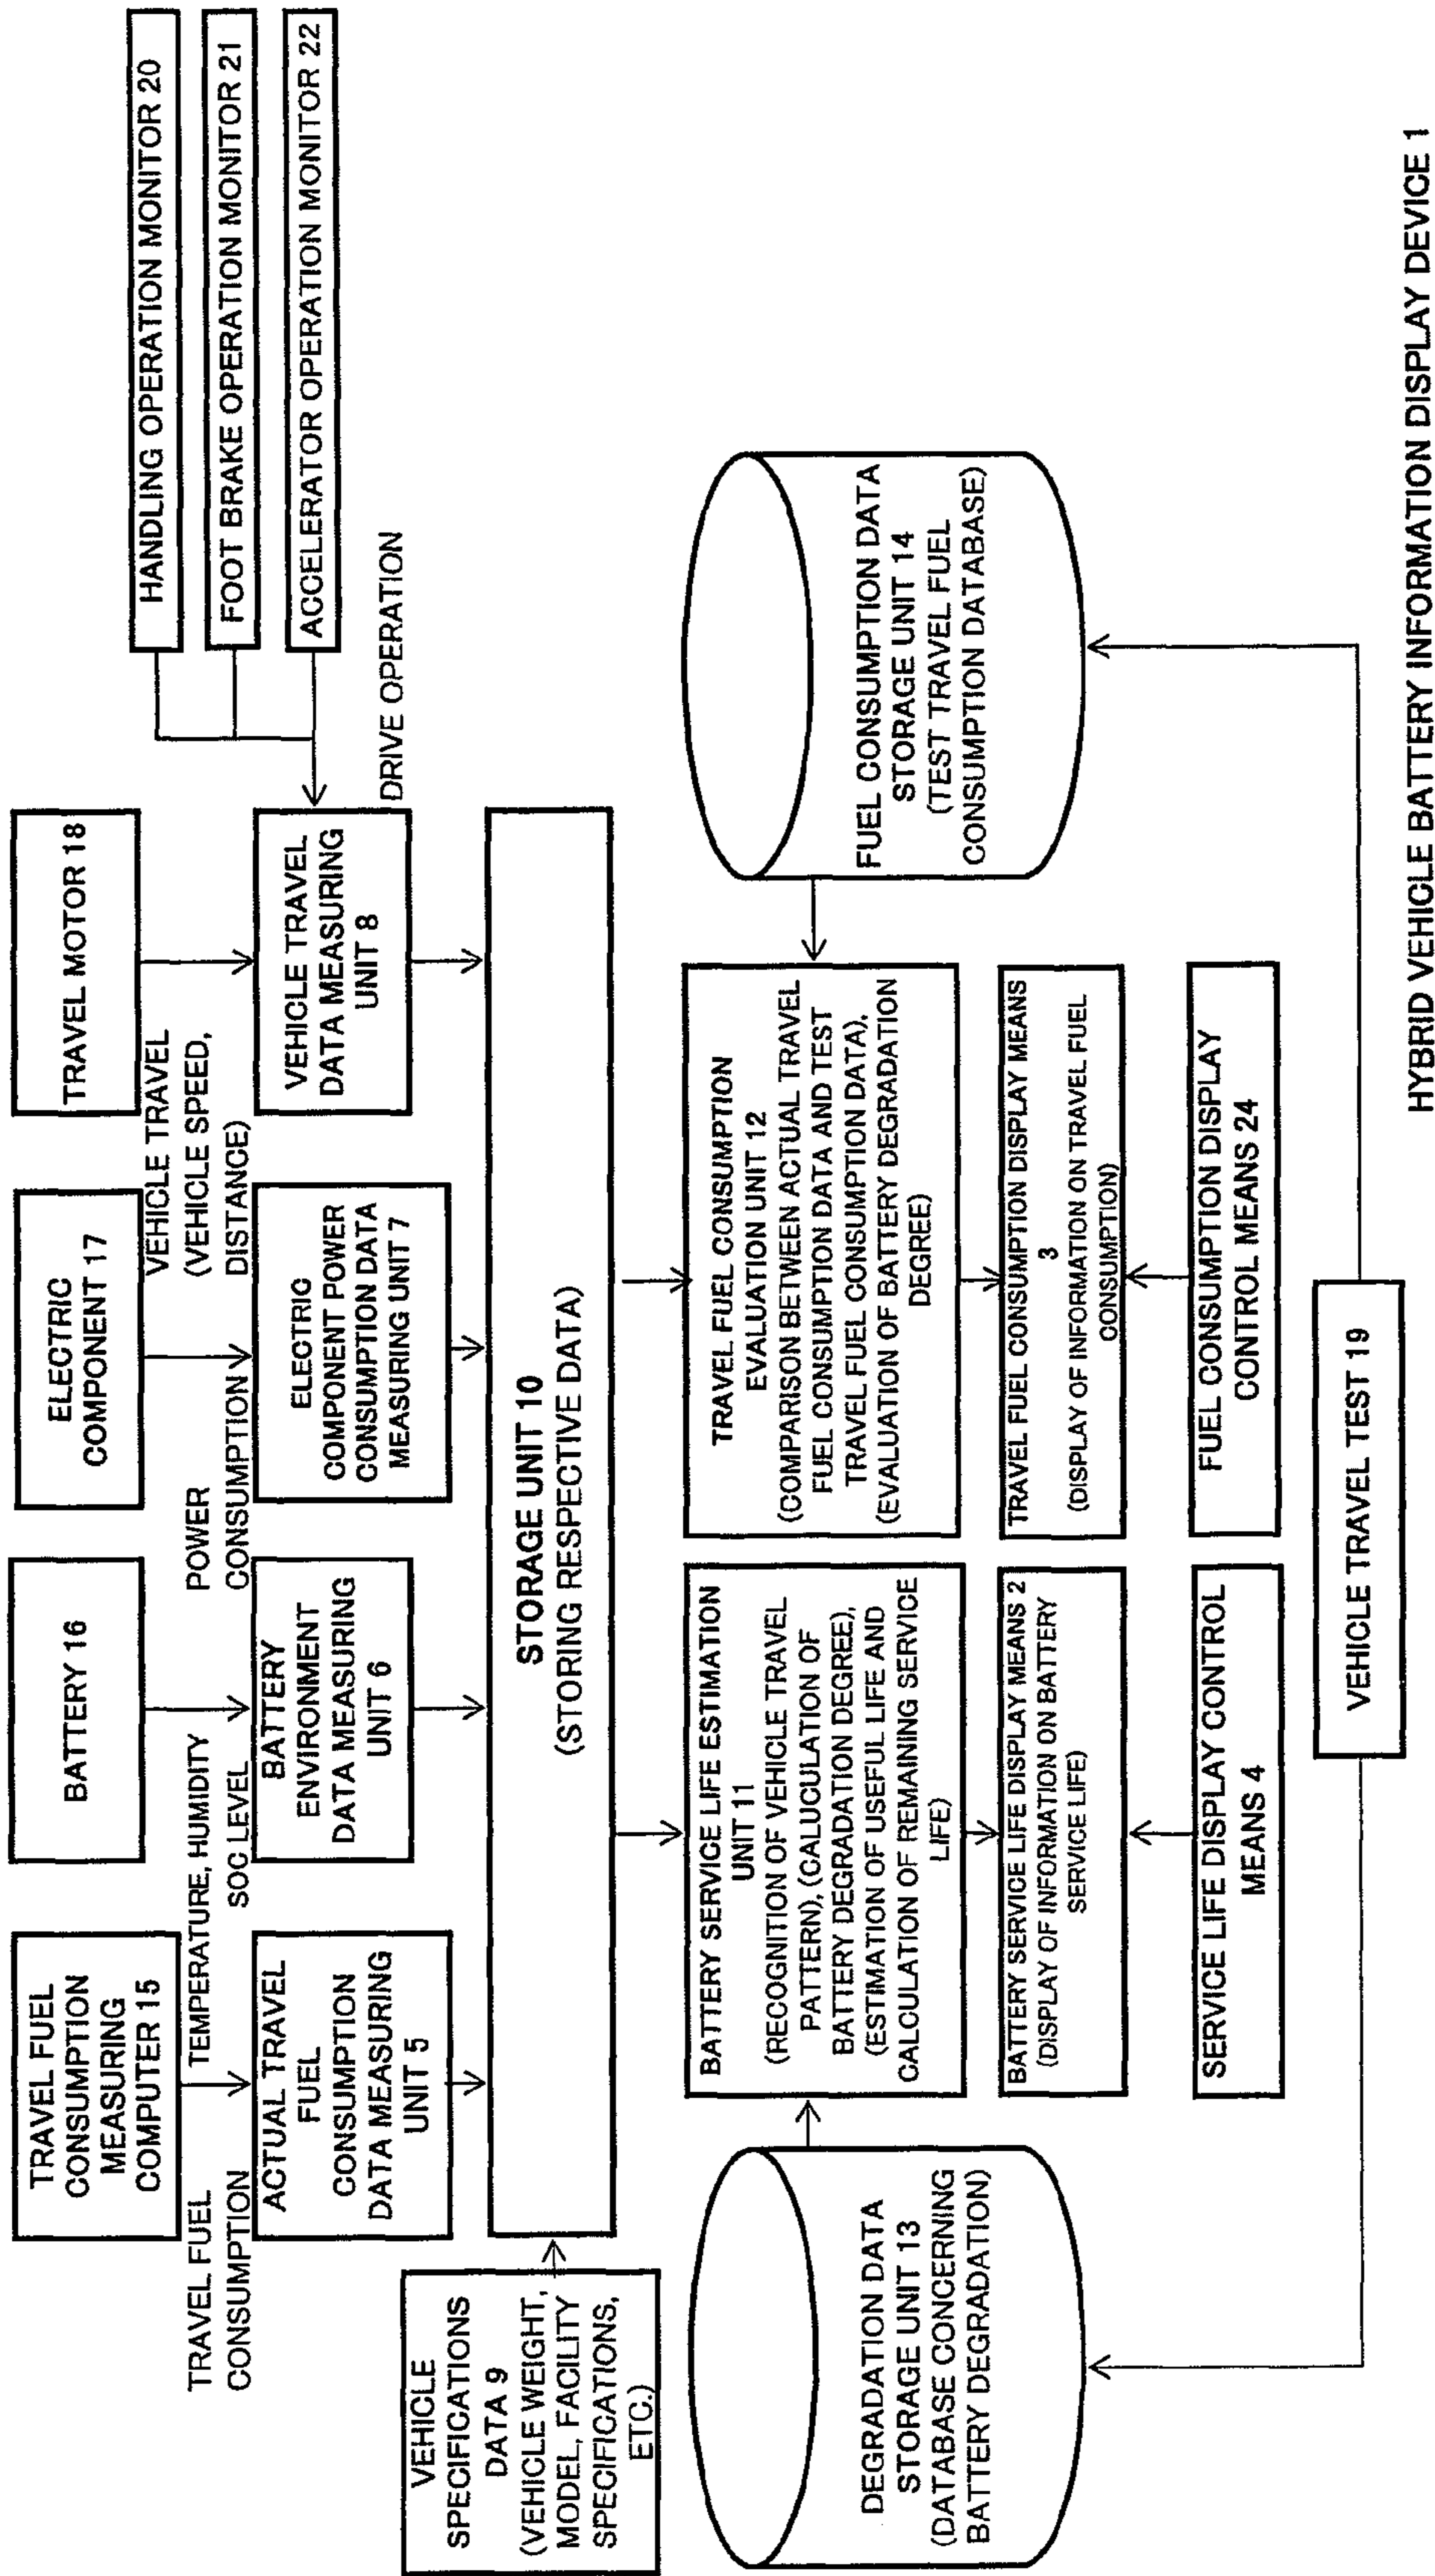 TRAVEL FUEL
CONSUMPTION
MEASURING
COMPUTER 15
BATTERY 16
ELECTRIC
COMPONENT 17
TRAVEL MOTOR 18
HANDLING OPERATION MONITOR 20
FOOT BRAKE OPERATION MONITOR 21
ACCELERATOR OPERATION MONITOR 22
TRAVEL FUEL
CONSUMPTION
TEMPERATURE, HUMIDITY
SOC LEVEL
POWER
CONSUMPTION
VEHICLE TRAVEL
(VEHICLE SPEED,
DISTANCE)
DRIVE OPERATION
ACTUAL TRAVEL
FUEL
CONSUMPTION
DATA MEASURING
UNIT 5
BATTERY
ENVIRONMENT
DATA MEASURING
UNIT 6
ELECTRIC
COMPONENT POWER
CONSUMPTION DATA
MEASURING UNIT 7
VEHICLE TRAVEL
DATA MEASURING
UNIT 8
VEHICLE
SPECIFICATIONS
DATA 9
(VEHICLE WEIGHT,
MODEL, FACILITY
SPECIFICATIONS,
ETC.)
STORAGE UNIT 10
(STORING RESPECTIVE DATA)
DEGRADATION DATA
STORAGE UNIT 13
(DATABASE CONCERNING
BATTERY DEGRADATION)
BATTERY SERVICE LIFE ESTIMATION
UNIT 11
(RECOGNITION OF VEHICLE TRAVEL
PATTERN), (CALUCULATION OF
BATTERY DEGRADATION DEGREE),
(ESTIMATION OF USEFUL LIFE AND
CALCULATION OF REMAINING SERVICE
LIFE)
TRAVEL FUEL CONSUMPTION
EVALUATION UNIT 12
(COMPARISON BETWEEN ACTUAL TRAVEL
FUEL CONSUMPTION DATA AND TEST
TRAVEL FUEL CONSUMPTION DATA),
(EVALUATION OF BATTERY DEGRADATION
DEGREE)
FUEL CONSUMPTION DATA
STORAGE UNIT 14
(TEST TRAVEL FUEL
CONSUMPTION DATABASE)
BATTERY SERVICE LIFE DISPLAY MEANS 2
(DISPLAY OF INFORMATION ON BATTERY
SERVICE LIFE)
TRAVEL FUEL CONSUMPTION DISPLAY MEANS
3
(DISPLAY OF INFORMATION ON TRAVEL FUEL
CONSUMPTION)
SERVICE LIFE DISPLAY CONTROL
MEANS 4
FUEL CONSUMPTION DISPLAY
CONTROL MEANS 24
VEHICLE TRAVEL TEST 19
HYBRID VEHICLE BATTERY INFORMATION DISPLAY DEVICE 1